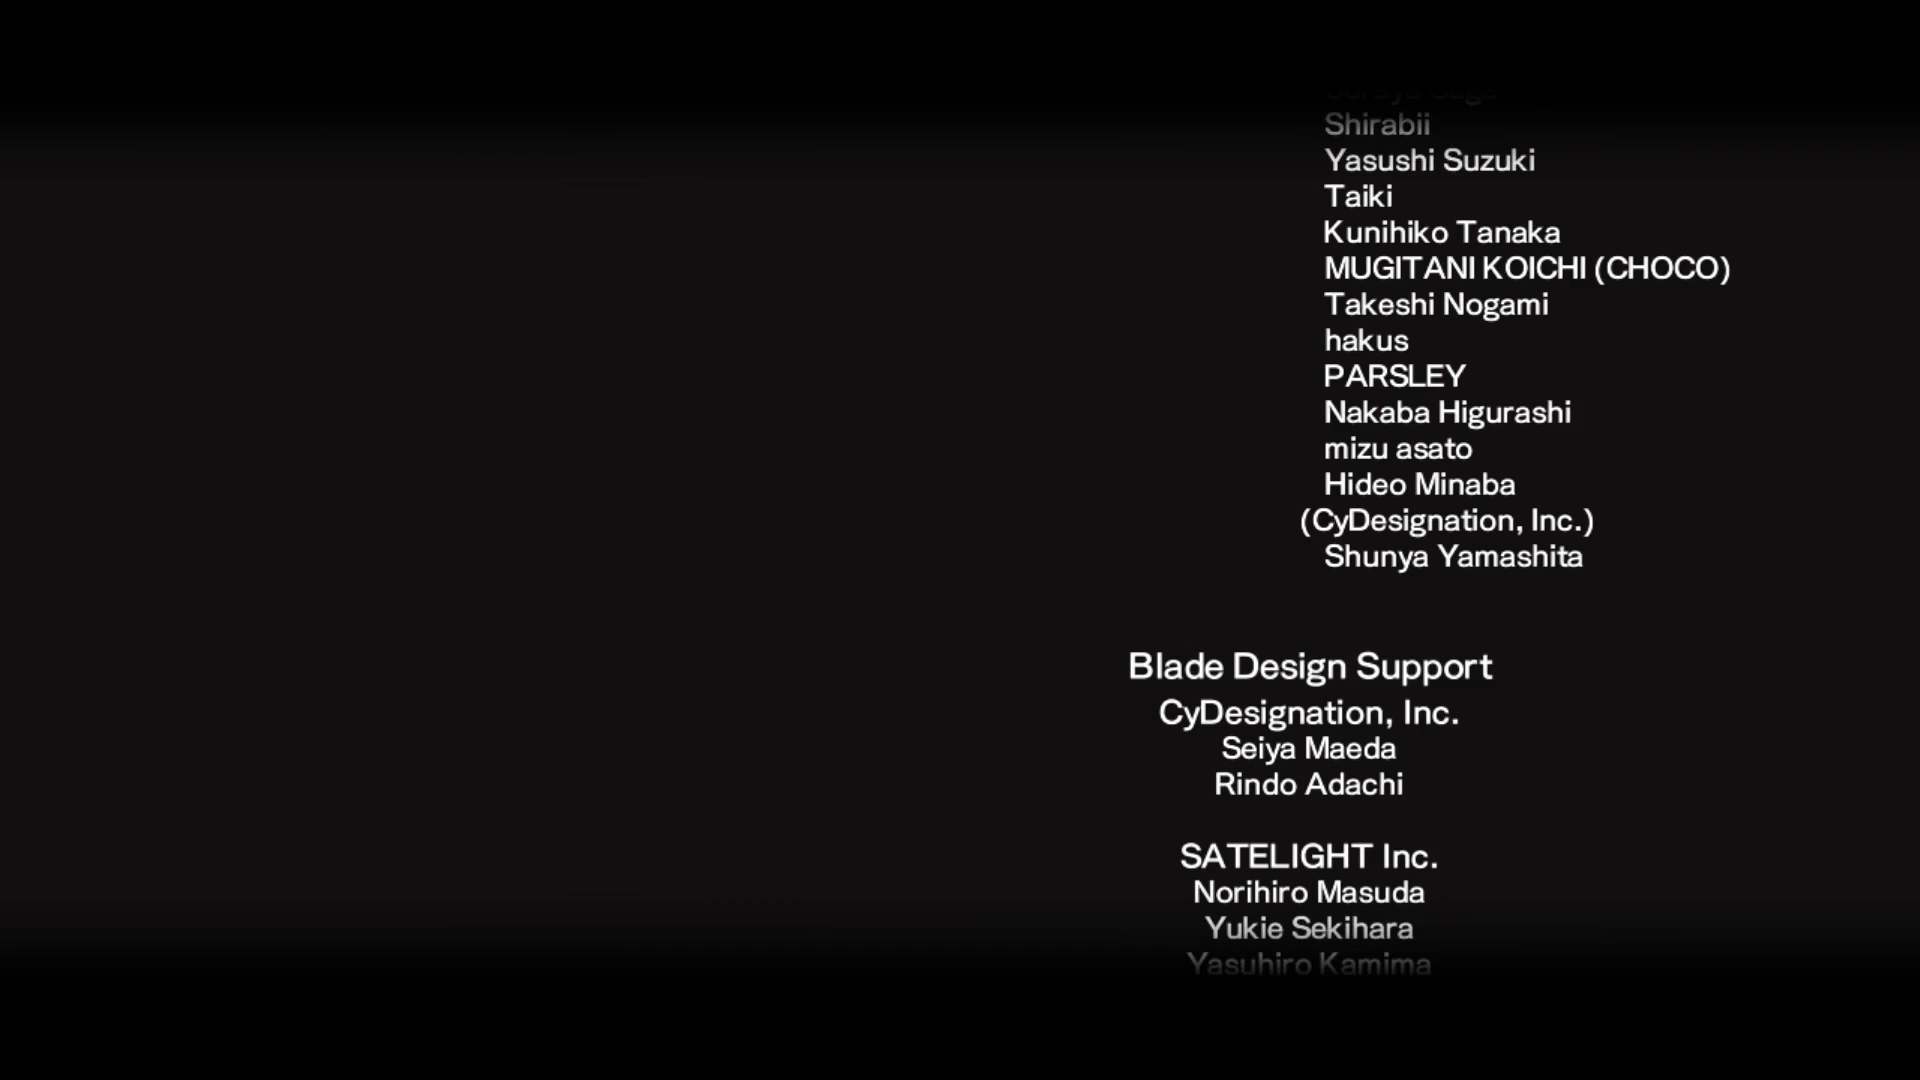 Shirabii
Yasushi Suzuki
Taiki
Kunihiko Tanaka
MUGITANI KOICHI (CHOCO)
Takeshi Nogami
hakus
PARSLEY
Nakaba Higurashi
mizu asato
Hideo Minaba
(CyDesignation, Inc.)
Shunya Yamashita
Blade Design Support
CyDesignation, Inc.
Seiya Maeda
Rindo Adachi
SATELIGHT Inc.
Norihiro Masuda
Yukie Sekihara
Yasuhiro Kamima